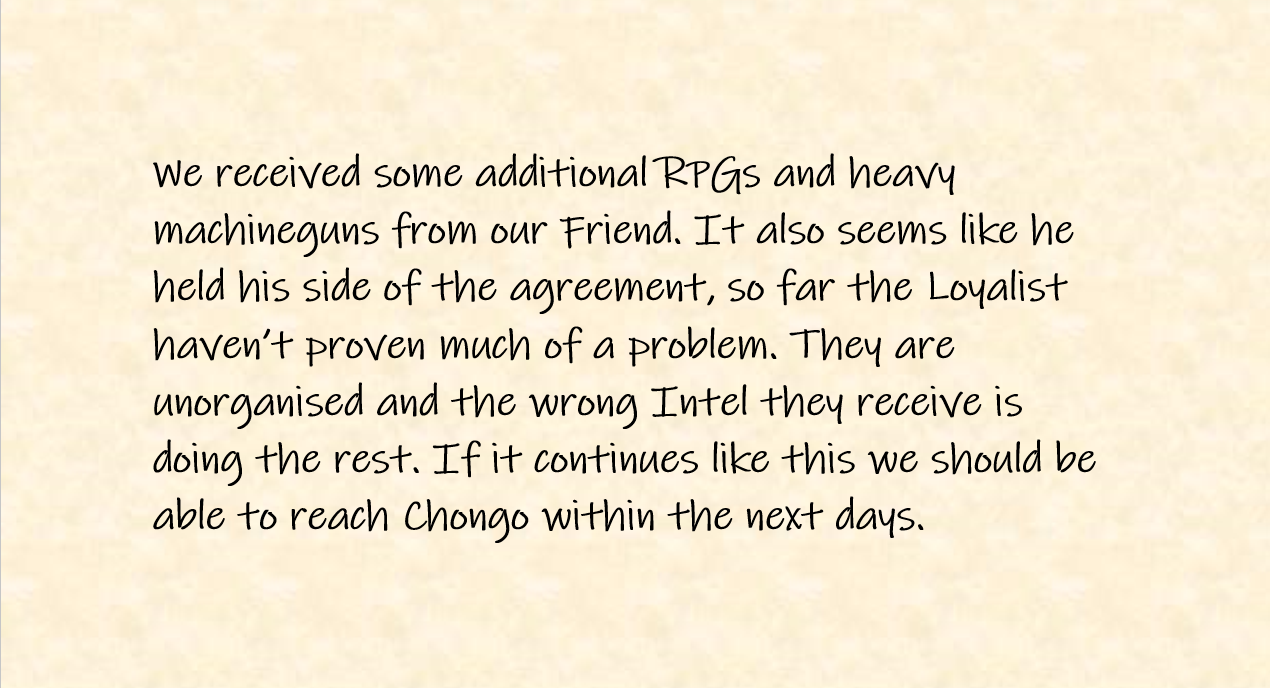 We received some additional RPGs and heavy
machineguns from our Friend. It also seems like he
held his side of the agreement, so far the Loyalist
haven't proven much of a problem. They are
unorganised and the wrong Intel they receive is
doing the rest. If it continues like this we should be
able to reach Chongo within the next days.